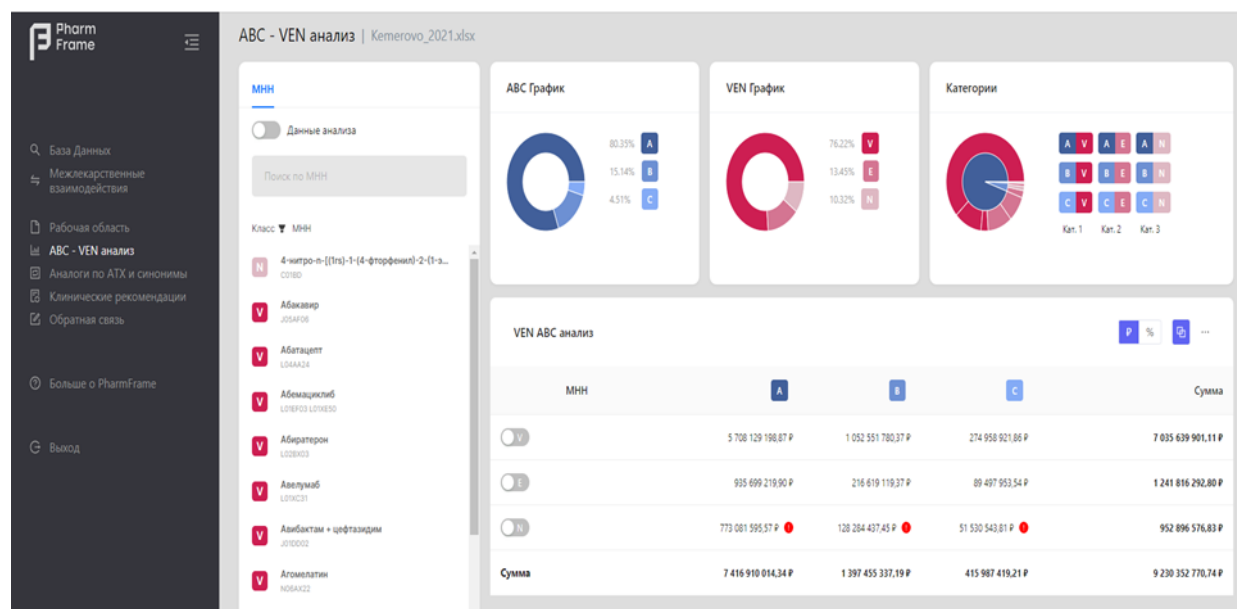 Pharm
Frame
База Данных
Межлекарственные
взаимодействия
Рабочая область
ABC - VEN анализ
Аналоги по АТХ и синонимы
Клинические рекомендации
Обратная связь
Больше о PharmFrame
Выход
ABC - VEN анализ | Kemerovo_2021.xlsx
МНН
Данные анализа
Поиск по МНН
Класс МНН
N 4-нитро-n-[(1rs)-1-(4-фторфенил)-2-(1-э...
C01BD
V Абакавир
J05AF06
V Абатацепт
L04AA24
V Абемациклиб
L01EF03 L01XE50
V Абиратерон
L02BX03
V Авелумаб
L01XC31
V Авибактам + цефтазидим
J01DD02
V Агомелатин
N06AX22
ABC График
80.35% A
15.14% B
4.51% C
VEN График
76.22% V
13.45% E
10.32% N
Категории
A V A E A N
B V B E B N
C V C E C N
Кат. 1 Кат. 2 Кат. 3
VEN ABC анализ
₽ % ...
МНН A B C Сумма
V 5 708 129 198,87 ₽ 1 052 551 780,37 ₽ 274 958 921,86 ₽ 7 035 639 901,11 ₽
E 935 699 219,90 ₽ 216 619 119,37 ₽ 89 497 953,54 ₽ 1 241 816 292,80 ₽
N 773 081 595,57 ₽ ! 128 284 437,45 ₽ ! 51 530 543,81 ₽ ! 952 896 576,83 ₽
Сумма 7 416 910 014,34 ₽ 1 397 455 337,19 ₽ 415 987 419,21 ₽ 9 230 352 770,74 ₽